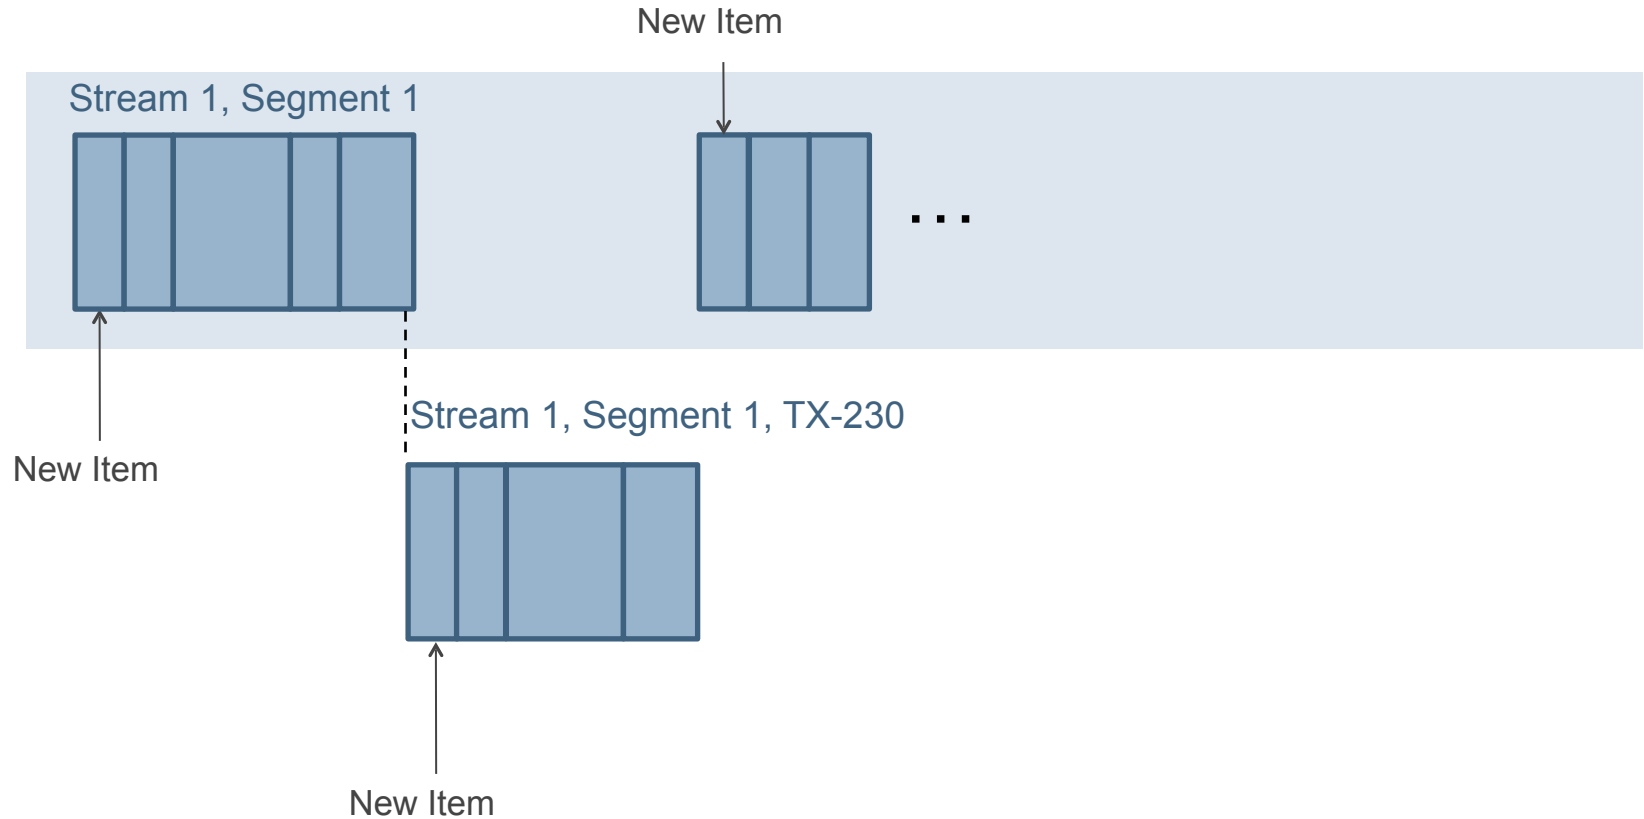 New Item
Stream 1, Segment 1
...
Stream 1, Segment 1, TX-230
New Item
New Item